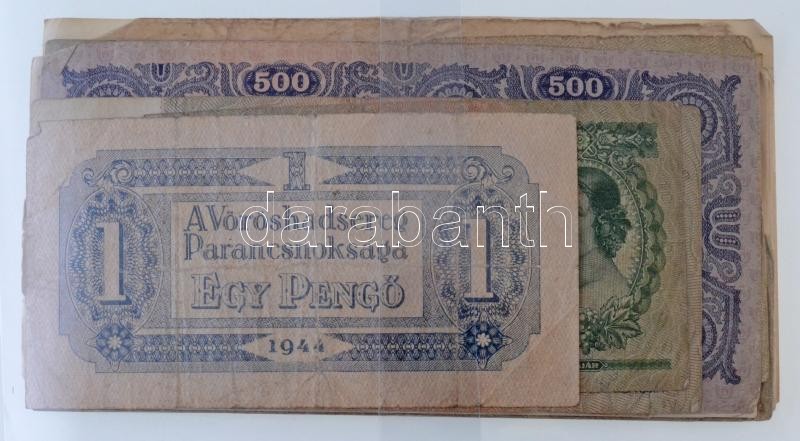 500 500
1
1 A Vöröshadsereg 1
Parancsnoksága
EGY PENGŐ
1944
darabanth